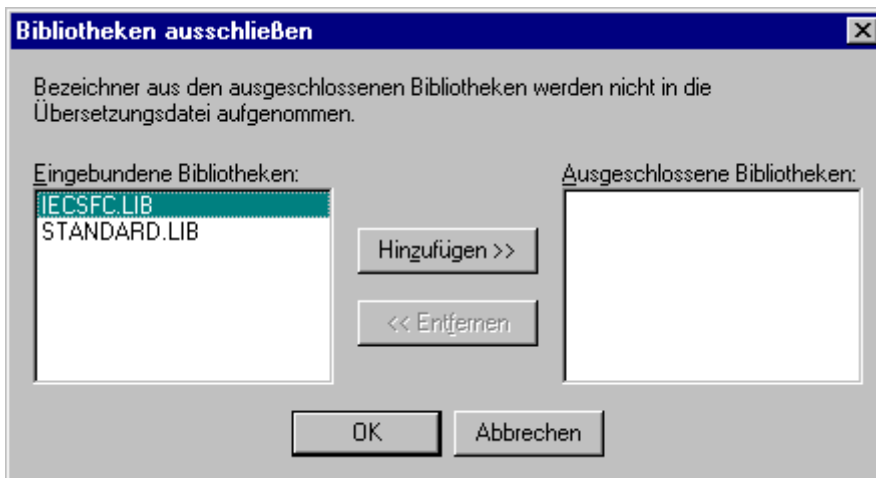 Bibliotheken ausschließen
Bezeichner aus den ausgeschlossenen Bibliotheken werden nicht in die
Übersetzungsdatei aufgenommen.
Eingebundene Bibliotheken:
IECSFC.LIB
STANDARD.LIB
Hinzufügen >>
<< Entfernen
Ausgeschlossene Bibliotheken:
OK
Abbrechen